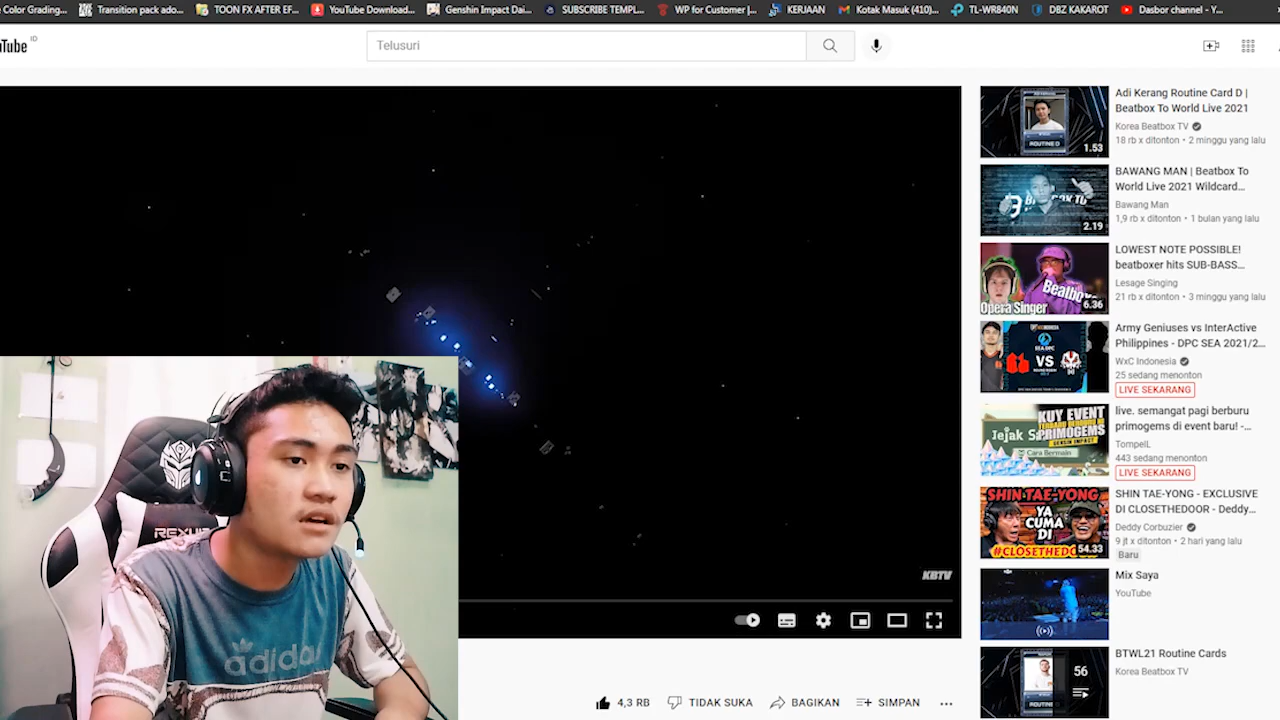 Color Grading...
Transition pack ado...
TOON FX AFTER EF...
YouTube Download...
Genshin Impact Dai...
SUBSCRIBE TEMPL...
WP for Customer |...
KERJAAN
Kotak Masuk (410)...
TL-WR840N
DBZ KAKAROT
Dasbor channel - Y...
Tube ID
Telusuri
Adi Kerang Routine Card D |
Beatbox To World Live 2021
Korea Beatbox TV
18 rb x ditonton • 2 minggu yang lalu
ROUTINE D
1.53
BAWANG MAN | Beatbox To
World Live 2021 Wildcard...
Bawang Man
1,9 rb x ditonton • 1 bulan yang lalu
2.19
LOWEST NOTE POSSIBLE!
beatboxer hits SUB-BASS...
Lesage Singing
21 rb x ditonton • 3 minggu yang lalu
Opera Singer
6.36
Army Geniuses vs InterActive
Philippines - DPC SEA 2021/2...
WxC Indonesia
25 sedang menonton
LIVE SEKARANG
VS
live. semangat pagi berburu
primogems di event baru! -...
TompelL
443 sedang menonton
LIVE SEKARANG
KUY EVENT
PRIMOGEMS
Cara Bermain
SHIN TAE-YONG - EXCLUSIVE
DI CLOSETHEDOOR - Deddy...
Deddy Corbuzier
9 jt x ditonton • 2 hari yang lalu
Baru
SHIN TAE-YONG
YA
CUMA
DI
#CLOSETHEDO
54.33
Mix Saya
YouTube
BTWL21 Routine Cards
Korea Beatbox TV
56
KBTV
4,3 RB
TIDAK SUKA
BAGIKAN
SIMPAN
REXUS
adidas